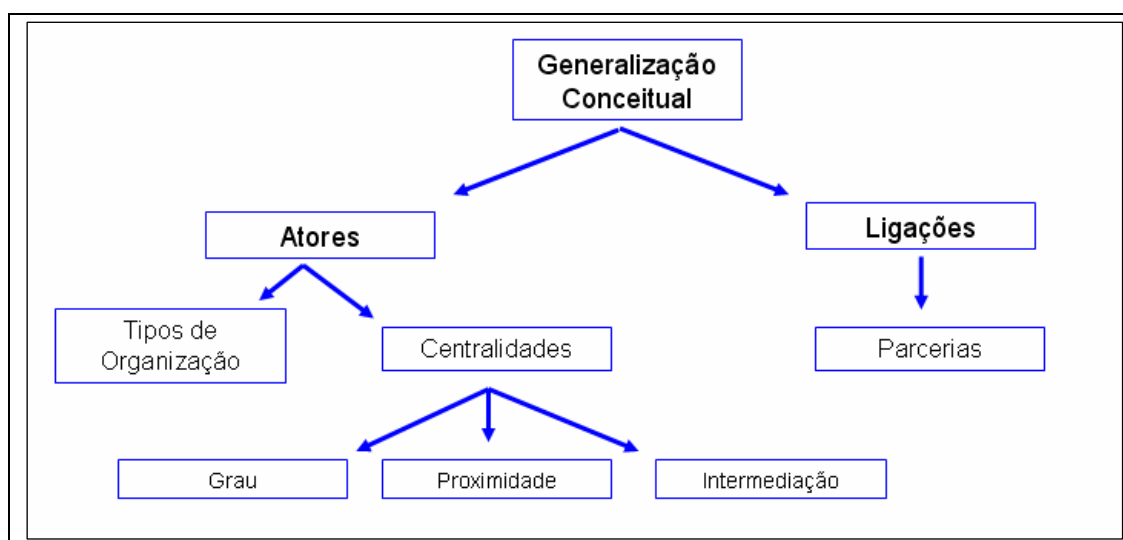 Generalização
Conceitual
Atores
Ligações
Tipos de
Organização
Centralidades
Parcerias
Grau
Proximidade
Intermediação